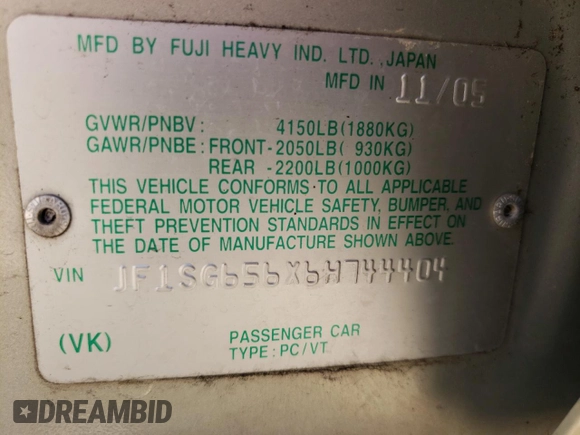 MFD BY FUJI HEAVY IND. LTD., JAPAN
MFD IN 11/05
GVWR/PNBV: 4150LB(1880KG)
GAWR/PNBE: FRONT-2050LB( 930KG)
REAR -2200LB(1000KG)
THIS VEHICLE CONFORMS TO ALL APPLICABLE
FEDERAL MOTOR VEHICLE SAFETY, BUMPER, AND
THEFT PREVENTION STANDARDS IN EFFECT ON
THE DATE OF MANUFACTURE SHOWN ABOVE.
VIN JF1SG656X6H744404
(VK) PASSENGER CAR
TYPE: PC/VT
DREAMBID